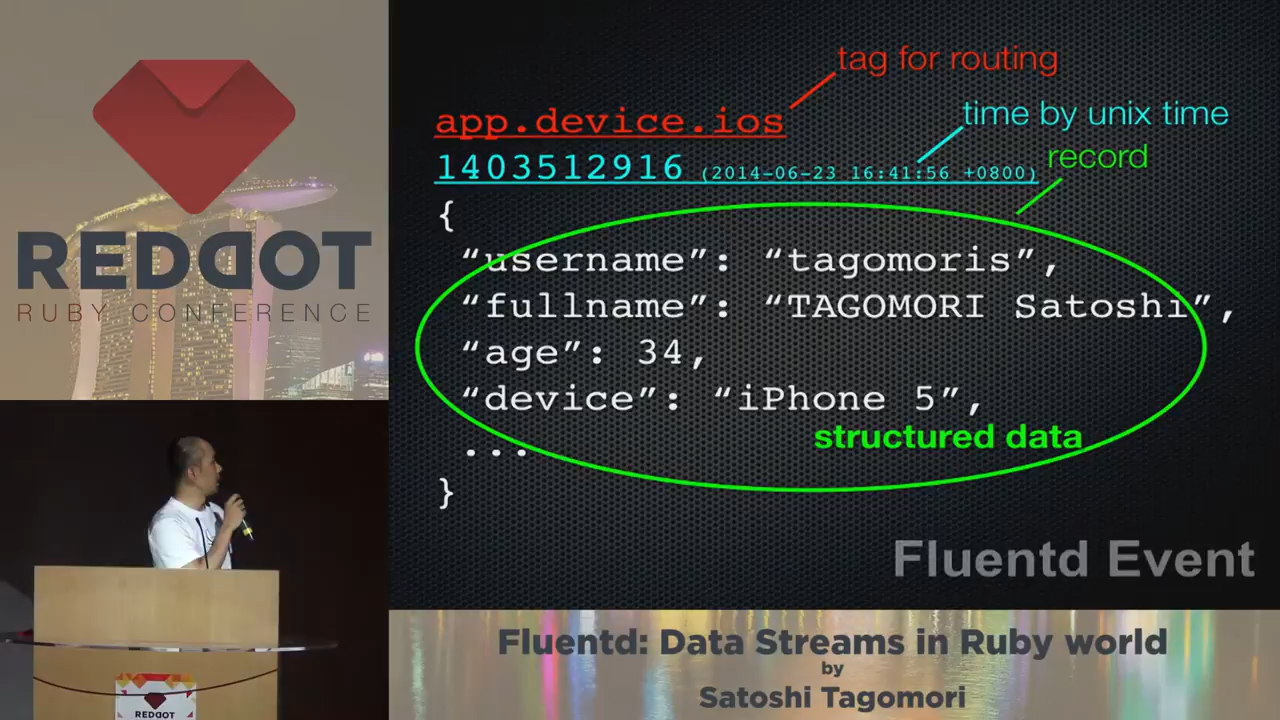 REDDOT
RUBY CONFERENCE
REDDOT
tag for routing
app.device.ios
time by unix time
1403512916 (2014-06-23 16:41:56 +0800)
record
{
“username”: “tagomoris”,
“fullname”: “TAGOMORI Satoshi”,
“age”: 34,
“device”: “iPhone 5”,
structured data
...
}
Fluentd Event
Fluentd: Data Streams in Ruby world
by
Satoshi Tagomori